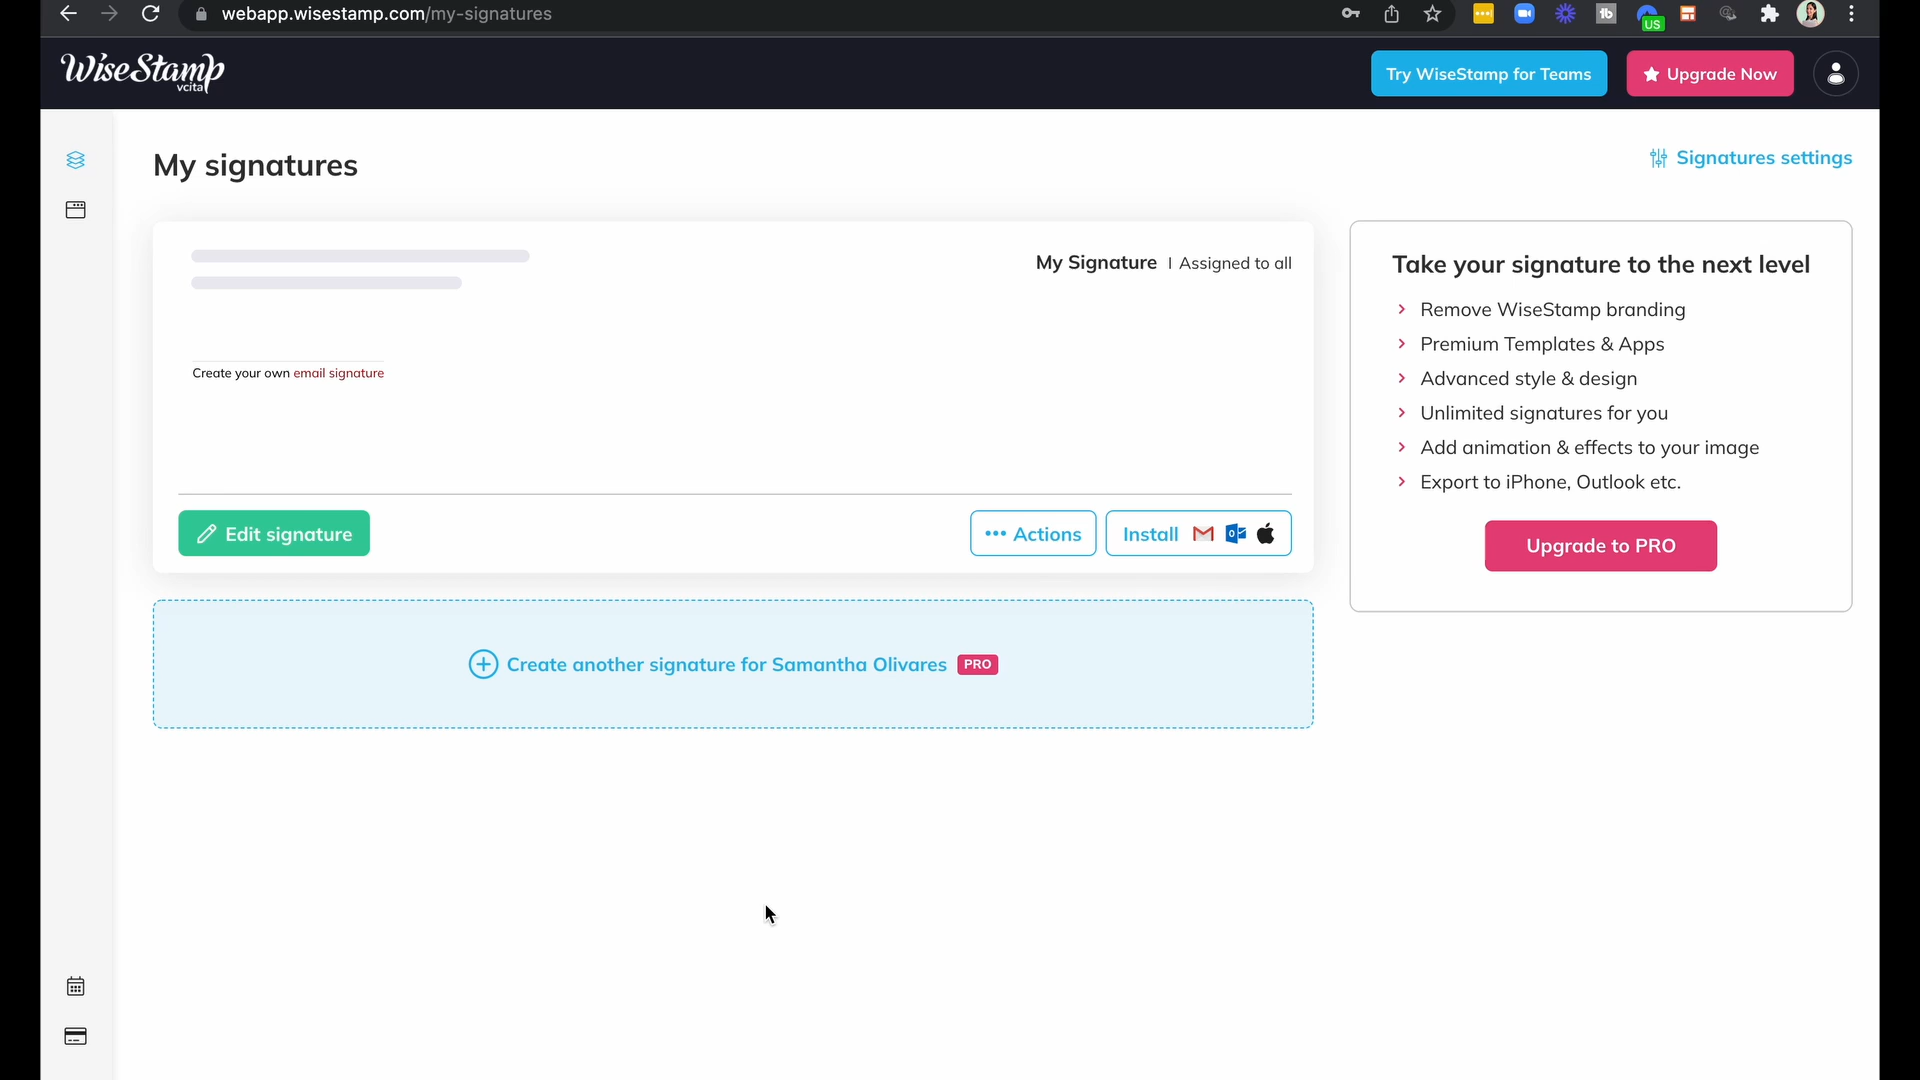 webapp.wisestamp.com/my-signatures
US
WiseStamp
vcita
Try WiseStamp for Teams
Upgrade Now
My signatures
Signatures settings
My Signature | Assigned to all
Create your own email signature
Edit signature
Actions
Install
Create another signature for Samantha Olivares PRO
Take your signature to the next level
Remove WiseStamp branding
Premium Templates & Apps
Advanced style & design
Unlimited signatures for you
Add animation & effects to your image
Export to iPhone, Outlook etc.
Upgrade to PRO